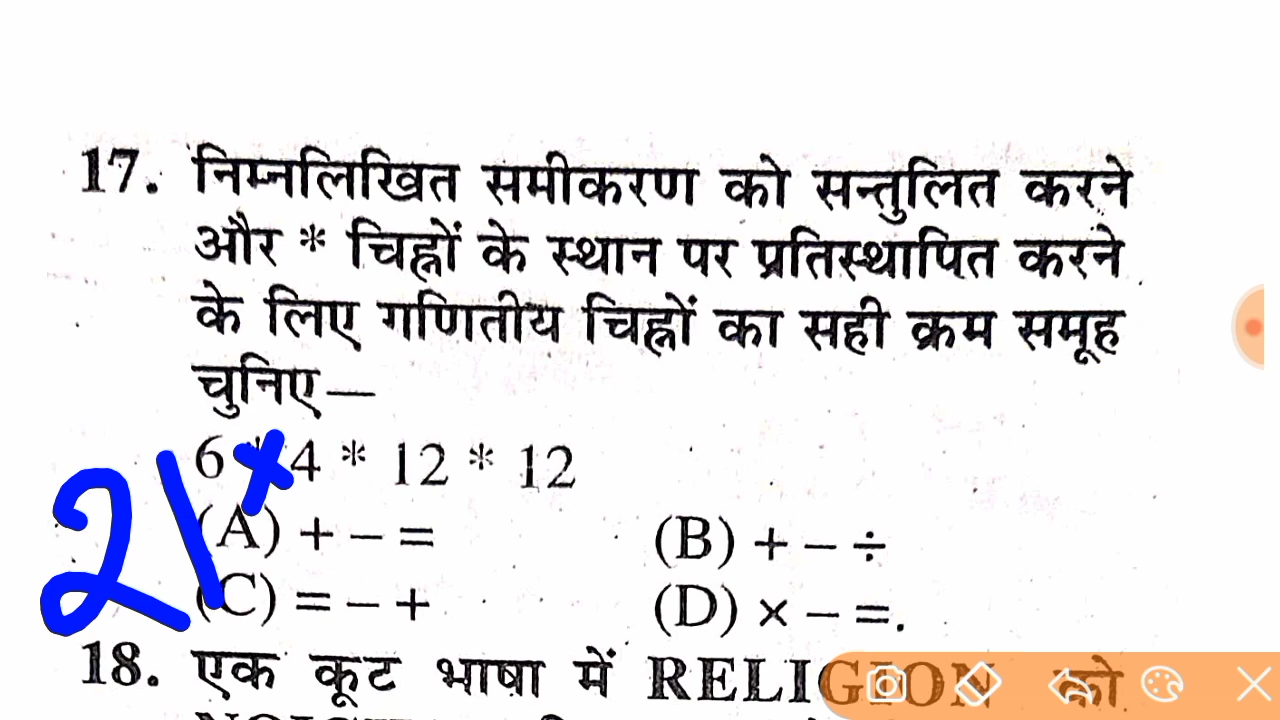 17. निम्नलिखित समीकरण को सन्तुलित करने
और * चिह्नों के स्थान पर प्रतिस्थापित करने
के लिए गणितीय चिह्नों का सही क्रम समूह
चुनिए—
6 * 4 * 12 * 12
21
(A) + − = (B) + − ÷
(C) = − + (D) × − =.
18. एक कूट भाषा में RELIGION को